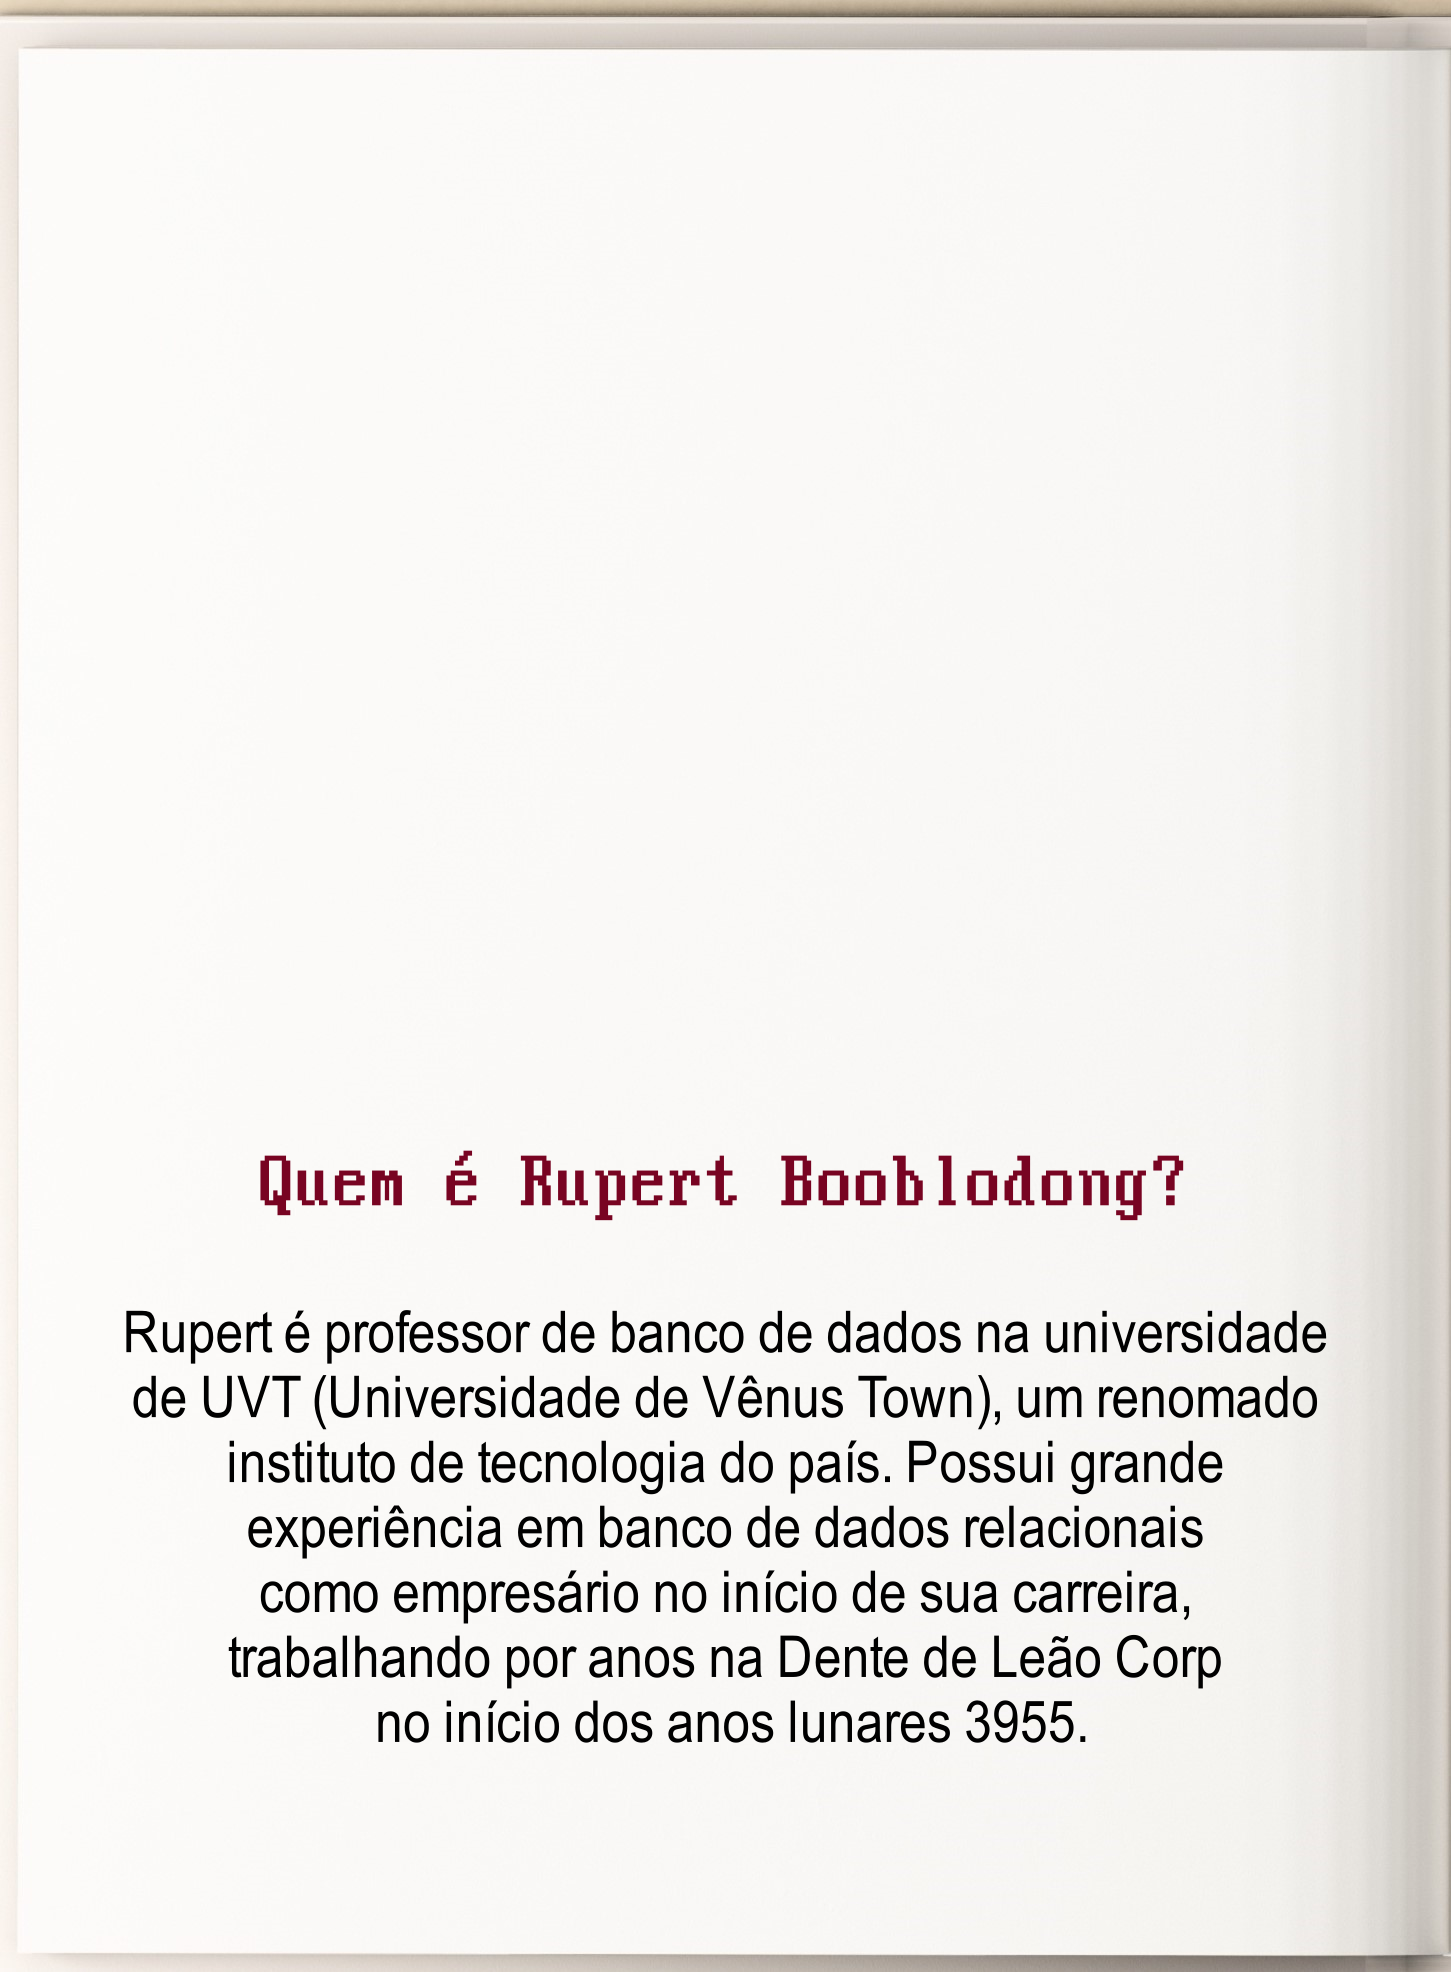 Quem é Rupert Booblodong?
Rupert é professor de banco de dados na universidade
de UVT (Universidade de Vênus Town), um renomado
instituto de tecnologia do país. Possui grande
experiência em banco de dados relacionais
como empresário no início de sua carreira,
trabalhando por anos na Dente de Leão Corp
no início dos anos lunares 3955.